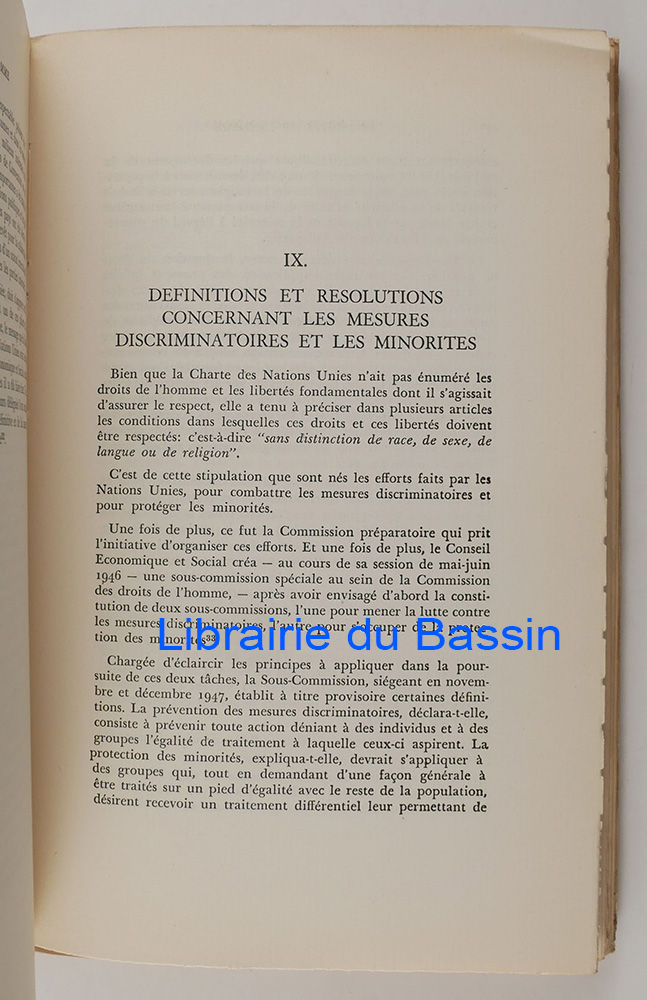 IX.
DEFINITIONS ET RESOLUTIONS
CONCERNANT LES MESURES
DISCRIMINATOIRES ET LES MINORITES
Bien que la Charte des Nations Unies n'ait pas énuméré les
droits de l'homme et les libertés fondamentales dont il s'agissait
d'assurer le respect, elle a tenu à préciser dans plusieurs articles
les conditions dans lesquelles ces droits et ces libertés doivent
être respectés: c'est-à-dire "sans distinction de race, de sexe, de
langue ou de religion".
C'est de cette stipulation que sont nés les efforts faits par les
Nations Unies, pour combattre les mesures discriminatoires et
pour protéger les minorités.
Une fois de plus, ce fut la Commission préparatoire qui prit
l'initiative d'organiser ces efforts. Et une fois de plus, le Conseil
Economique et Social créa — au cours de sa session de mai-juin
1946 — une sous-commission spéciale au sein de la Commission
des droits de l'homme, — après avoir envisagé d'abord la consti-
tution de deux sous-commissions, l'une pour mener la lutte contre
les mesures discriminatoires, l'autre pour s'occuper de la protec-
tion des minorités
Librairie du Bassin
Chargée d'éclaircir les principes à appliquer dans la pour-
suite de ces deux tâches, la Sous-Commission, siégeant en novem-
bre et décembre 1947, établit à titre provisoire certaines défini-
tions. La prévention des mesures discriminatoires, déclara-t-elle,
consiste à prévenir toute action déniant à des individus et à des
groupes l'égalité de traitement à laquelle ceux-ci aspirent. La
protection des minorités, expliqua-t-elle, devrait s'appliquer à
des groupes qui, tout en demandant d'une façon générale à
être traités sur un pied d'égalité avec le reste de la population,
désirent recevoir un traitement différentiel leur permettant de